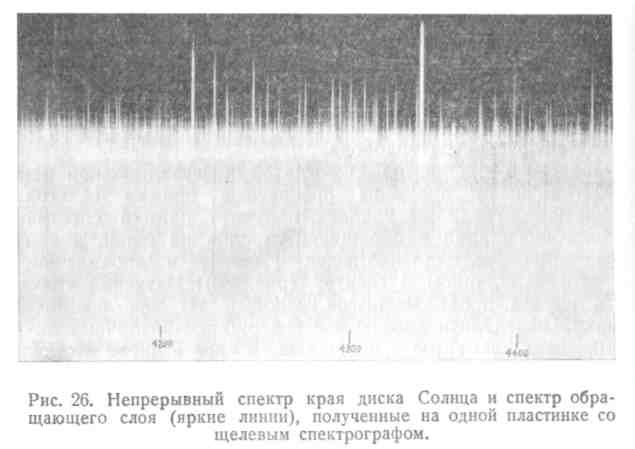 4200
4300
4400
Рис. 26. Непрерывный спектр края диска Солнца и спектр обра-
щающего слоя (яркие линии), полученные на одной пластинке со
щелевым спектрографом.